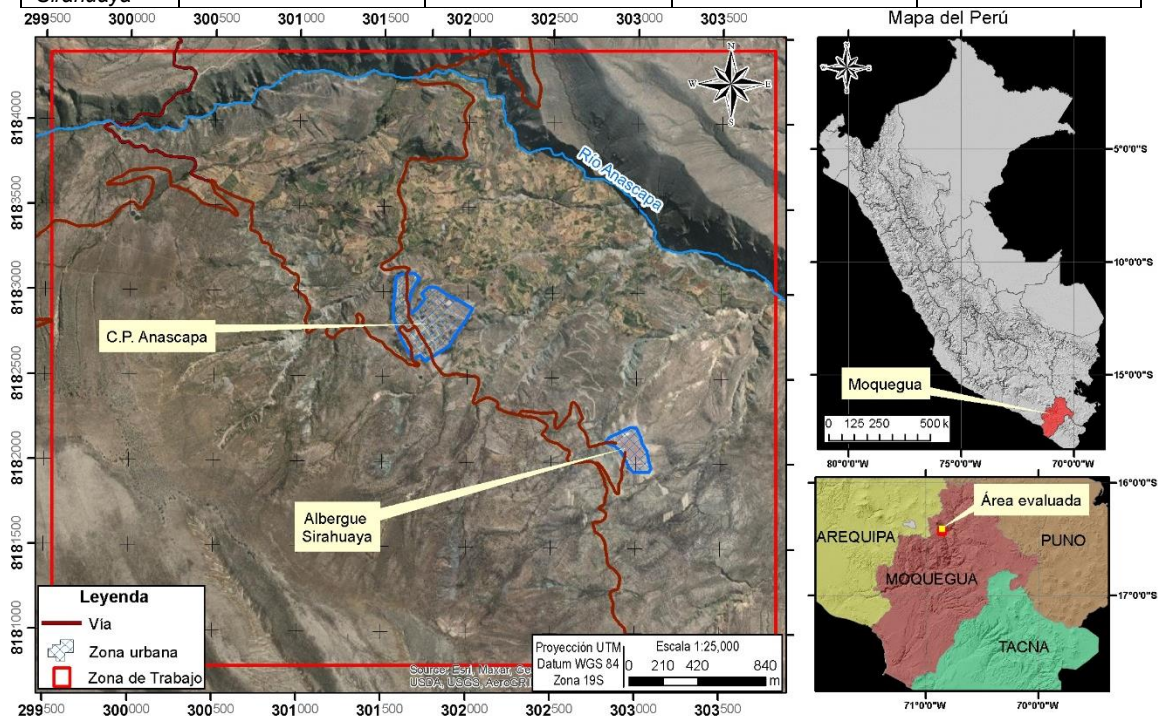 Sirahuaya
299500 300000 300500 301000 301500 302000 302500 303000 303500
Mapa del Perú
N
W E
S
8184000
8183500
8183000
8182500
8182000
8181500
8181000
Río Anascapa
C.P. Anascapa
Albergue
Sirahuaya
Leyenda
Vía
Zona urbana
Zona de Trabajo
Source: Esri, Maxar,
USDA, USGS,
Proyección UTM
Datum WGS 84
Zona 19S
Escala 1:25,000
0 210 420 840
m
299500 300000 300500 301000 301500 302000 302500 303000 303500
N
W E
S
5°0'0"S
10°0'0"S
15°0'0"S
Moquegua
0 125 250 500 k
80°0'0"W 75°0'0"W 70°0'0"W
16°0'0"S
17°0'0"S
Área evaluada
AREQUIPA
PUNO
MOQUEGUA
TACNA
71°0'0"W 70°0'0"W